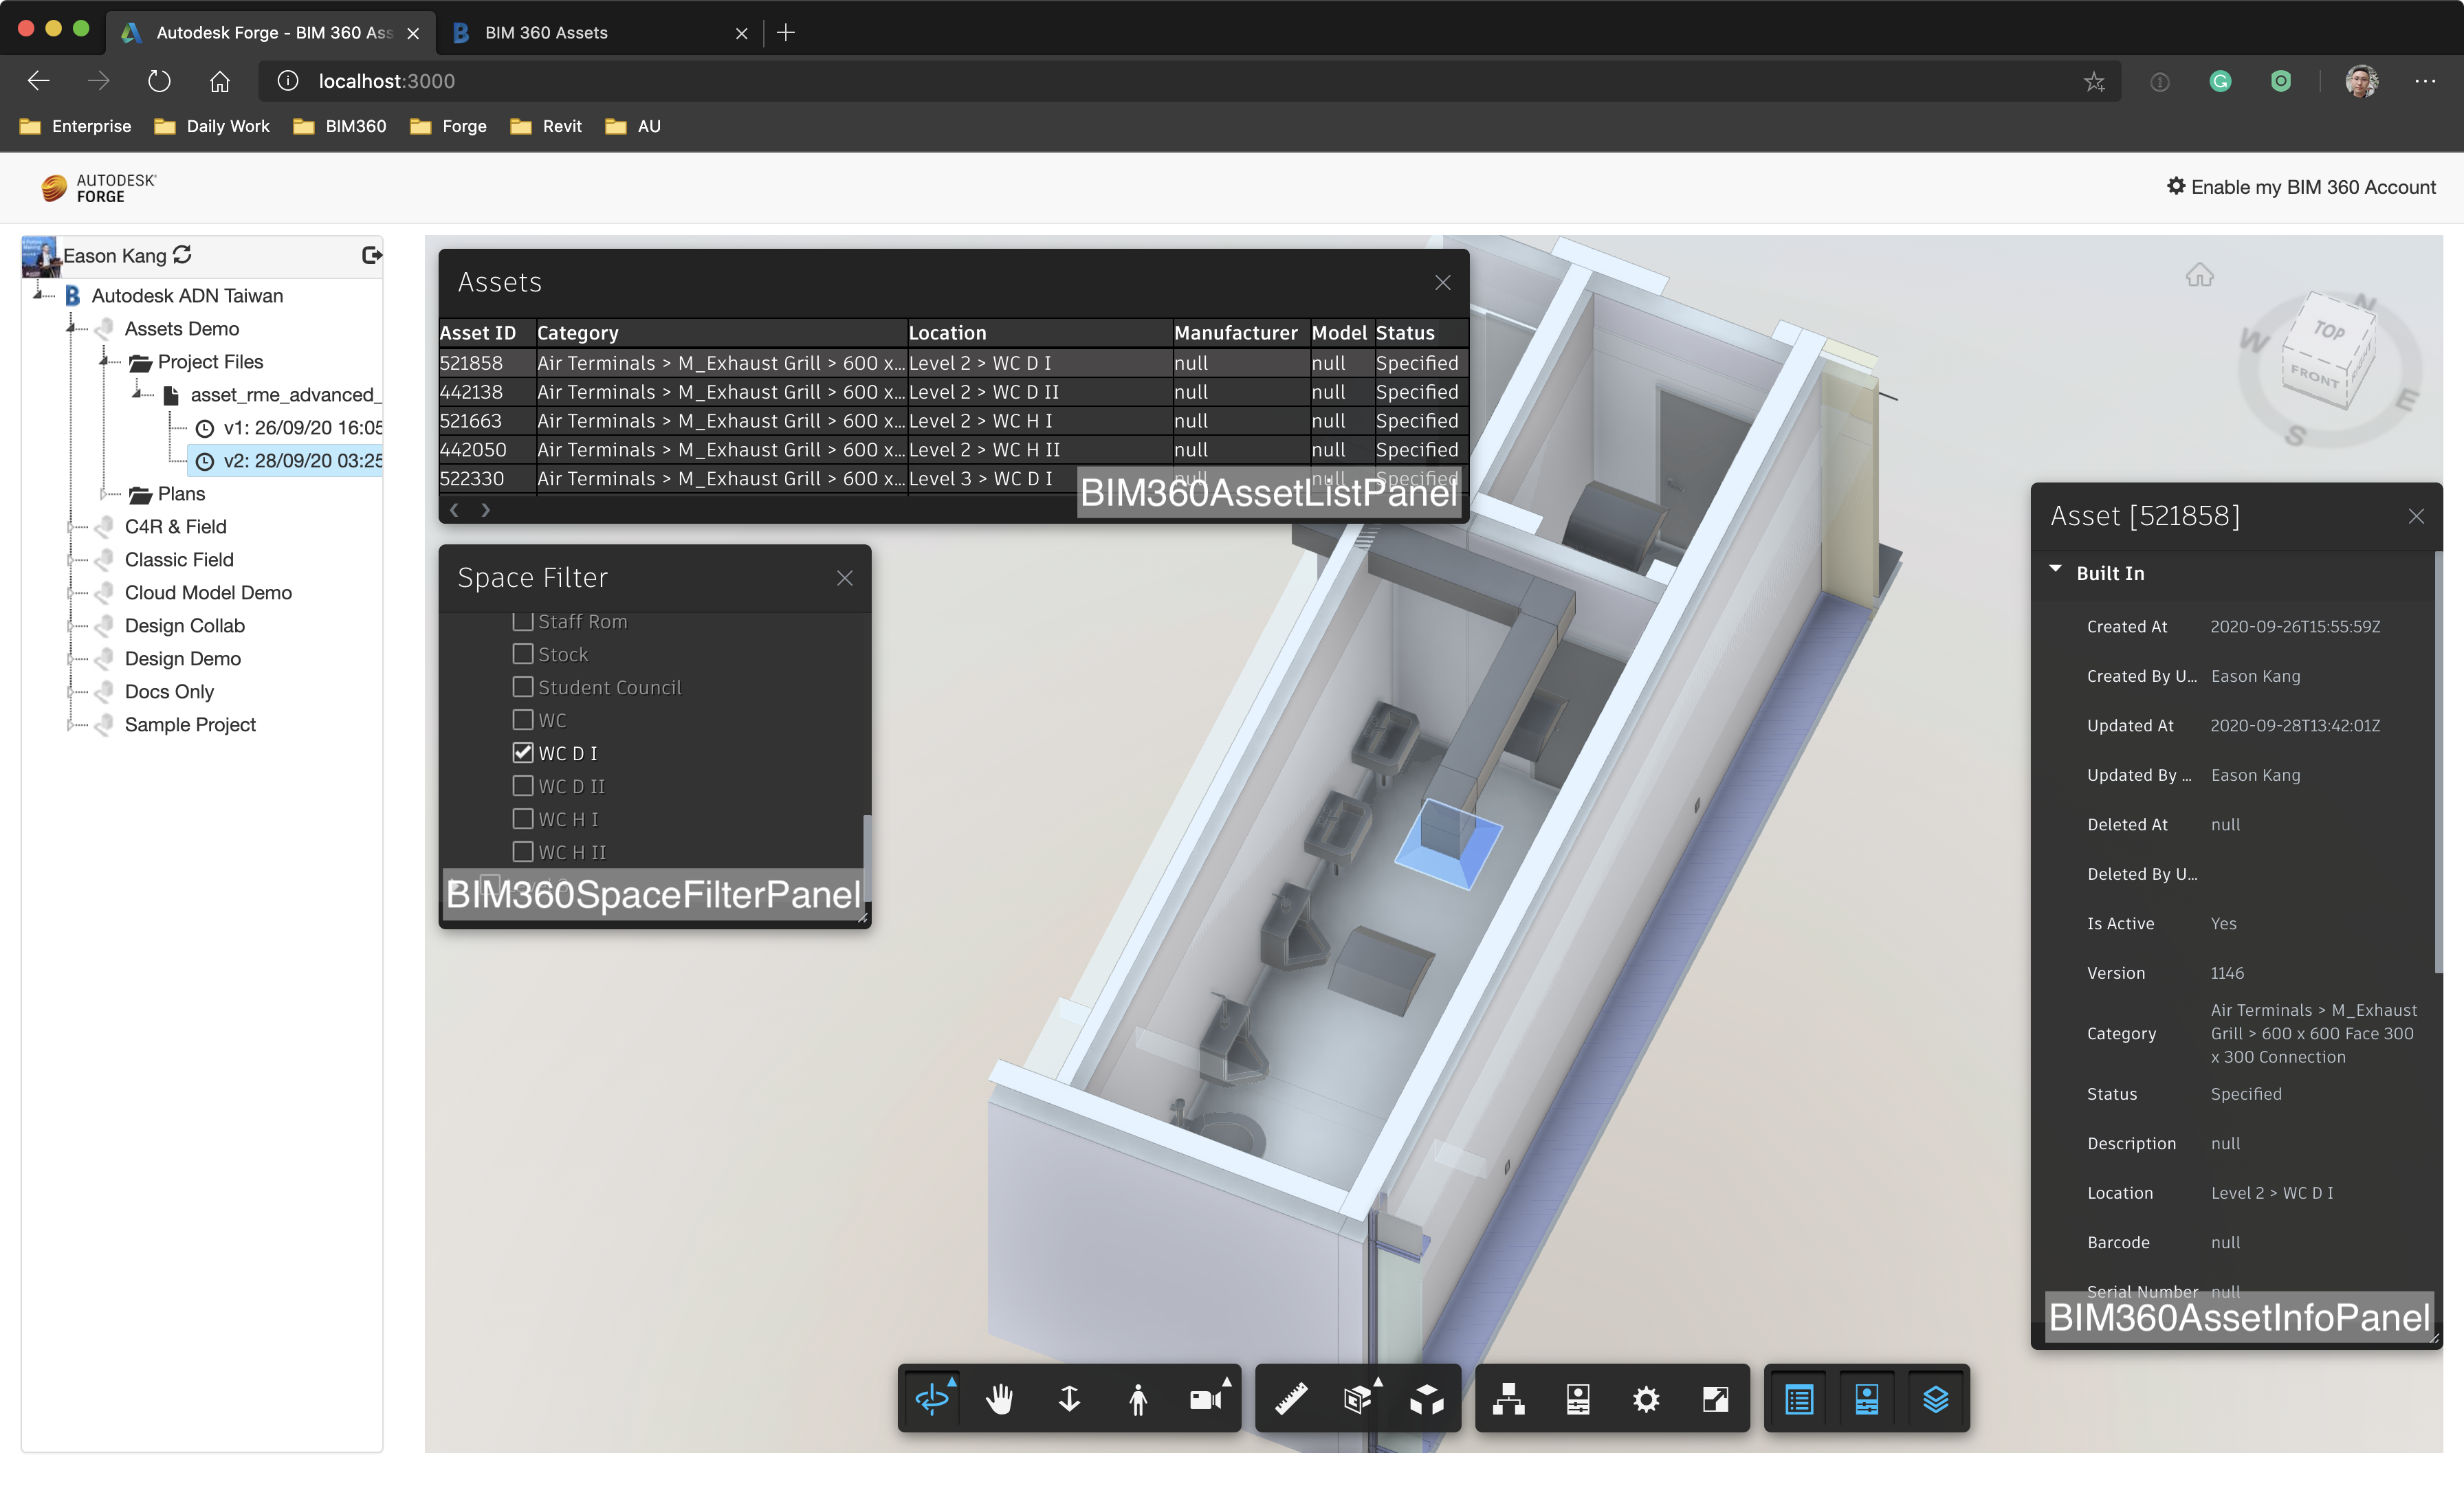 Autodesk Forge - BIM 360 Ass
BIM 360 Assets
localhost:3000
Enterprise
Daily Work
BIM360
Forge
Revit
AU
AUTODESK
FORGE
Enable my BIM 360 Account
Eason Kang
Autodesk ADN Taiwan
Assets Demo
Project Files
asset_rme_advanced_
v1: 26/09/20 16:05
v2: 28/09/20 03:25
Plans
C4R & Field
Classic Field
Cloud Model Demo
Design Collab
Design Demo
Docs Only
Sample Project
Assets
Asset ID Category Location Manufacturer Model Status
521858 Air Terminals > M_Exhaust Grill > 600 x... Level 2 > WC D I null null Specified
442138 Air Terminals > M_Exhaust Grill > 600 x... Level 2 > WC D II null null Specified
521663 Air Terminals > M_Exhaust Grill > 600 x... Level 2 > WC H I null null Specified
442050 Air Terminals > M_Exhaust Grill > 600 x... Level 2 > WC H II null null Specified
522330 Air Terminals > M_Exhaust Grill > 600 x... Level 3 > WC D I null null Specified
BIM360AssetListPanel
Space Filter
Staff Rom
Stock
Student Council
WC
WC D I
WC D II
WC H I
WC H II
BIM360SpaceFilterPanel
TOP
FRONT
N
W
E
S
Asset [521858]
Built In
Created At 2020-09-26T15:55:59Z
Created By U... Eason Kang
Updated At 2020-09-28T13:42:01Z
Updated By ... Eason Kang
Deleted At null
Deleted By U...
Is Active Yes
Version 1146
Category Air Terminals > M_Exhaust
Grill > 600 x 600 Face 300
x 300 Connection
Status Specified
Description null
Location Level 2 > WC D I
Barcode null
Serial Number null
BIM360AssetInfoPanel